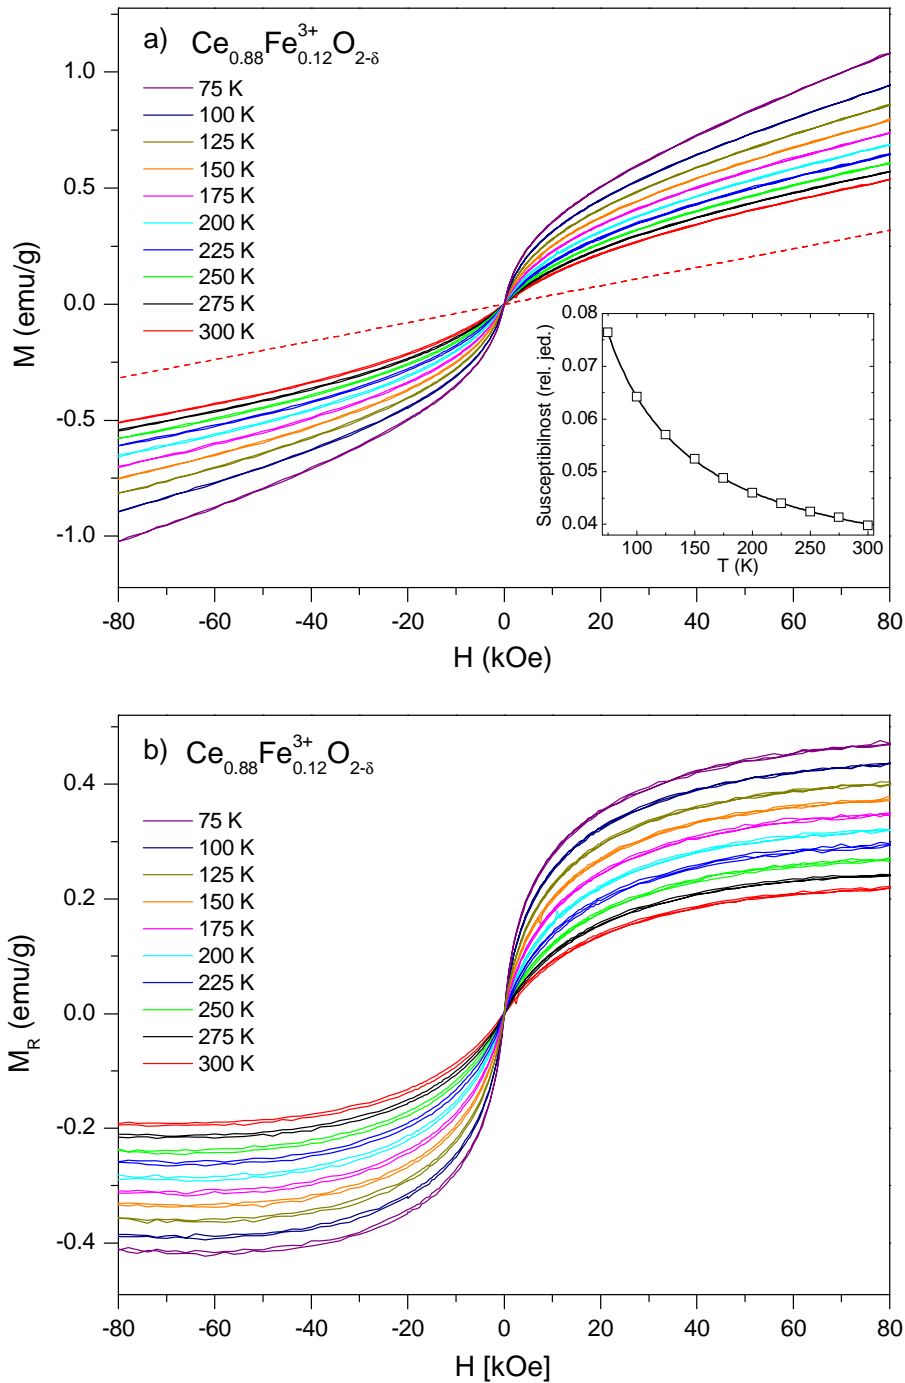 a) Ce0.88Fe3+0.12O2-δ
75 K
100 K
125 K
150 K
175 K
200 K
225 K
250 K
275 K
300 K
M (emu/g)
1.0
0.5
0.0
-0.5
-1.0
-80 -60 -40 -20 0 20 40 60 80
H (kOe)
Susceptibilnost (rel. jed.)
0.08
0.07
0.06
0.05
0.04
100 150 200 250 300
T (K)
b) Ce0.88Fe3+0.12O2-δ
75 K
100 K
125 K
150 K
175 K
200 K
225 K
250 K
275 K
300 K
MR (emu/g)
0.4
0.2
0.0
-0.2
-0.4
-80 -60 -40 -20 0 20 40 60 80
H [kOe]